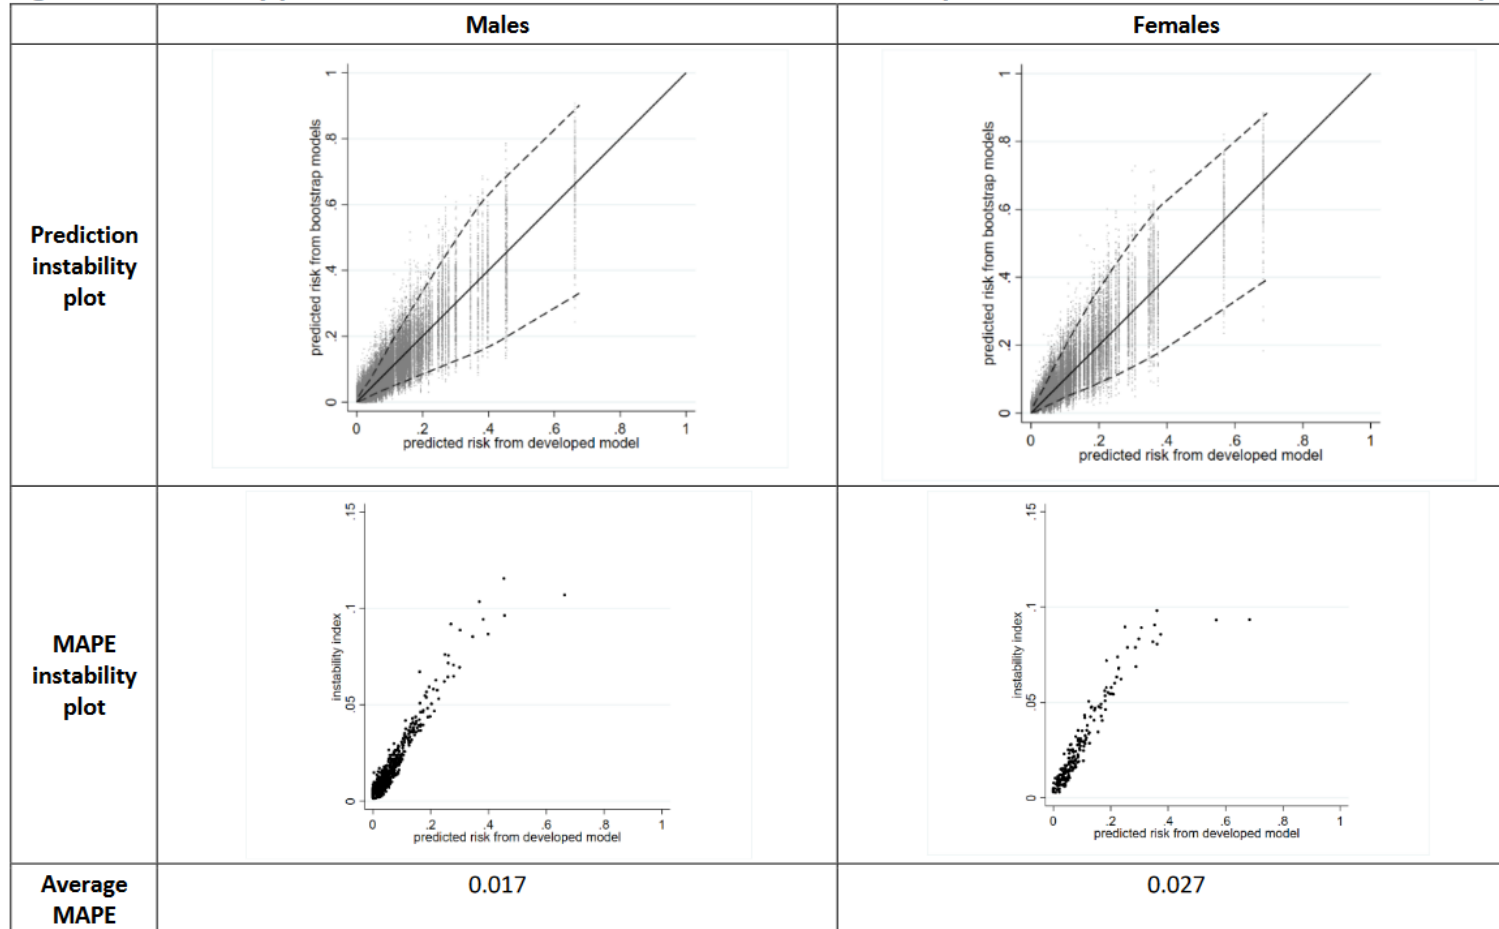 Males
Females
Prediction
instability
plot
predicted risk from bootstrap models
1
.8
.6
.4
.2
0
0
.2
.4
.6
.8
1
predicted risk from developed model
predicted risk from bootstrap models
1
.8
.6
.4
.2
0
0
.2
.4
.6
.8
1
predicted risk from developed model
MAPE
instability
plot
instability index
.15
.1
.05
0
0
.2
.4
.6
.8
1
predicted risk from developed model
instability index
.15
.1
.05
0
0
.2
.4
.6
.8
1
predicted risk from developed model
Average
MAPE
0.017
0.027